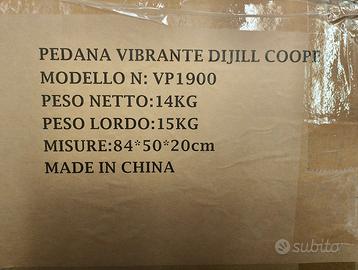 PEDANA VIBRANTE DIJILL COOPE
MODELLO N: VP1900
PESO NETTO:14KG
PESO LORDO:15KG
MISURE:84*50*20cm
MADE IN CHINA
subito